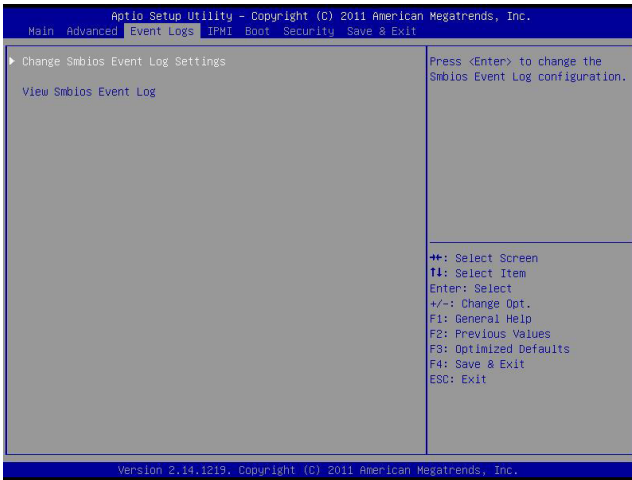 Aptio Setup Utility – Copyright (C) 2011 American Megatrends, Inc.
Main Advanced Event Logs IPMI Boot Security Save & Exit
▶ Change Smbios Event Log Settings
View Smbios Event Log
Press <Enter> to change the
Smbios Event Log configuration.
→←: Select Screen
↑↓: Select Item
Enter: Select
+/-: Change Opt.
F1: General Help
F2: Previous Values
F3: Optimized Defaults
F4: Save & Exit
ESC: Exit
Version 2.14.1219. Copyright (C) 2011 American Megatrends, Inc.